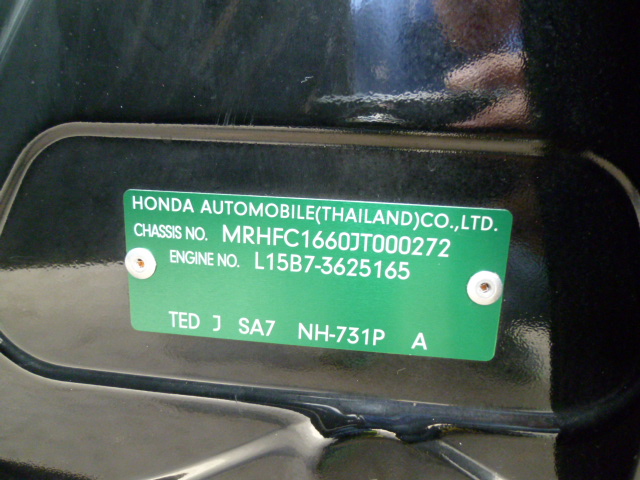 HONDA AUTOMOBILE(THAILAND)CO.,LTD.
CHASSIS NO. MRHFC1660JT000272
ENGINE NO. L15B7-3625165
TED J SA7 NH-731P A